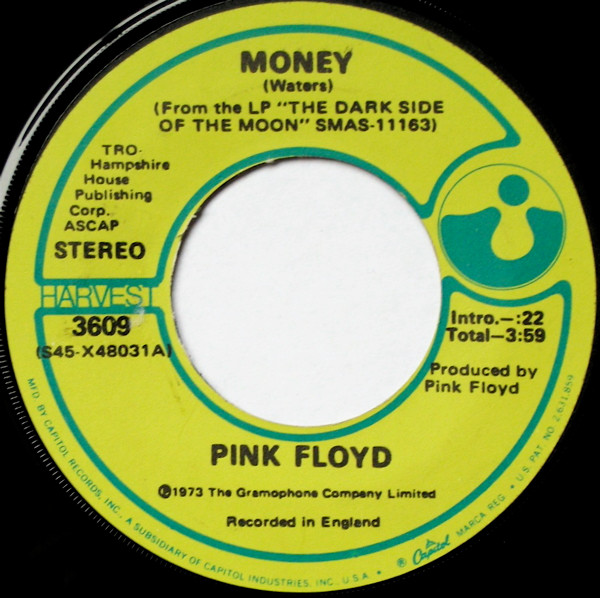 MONEY
(Waters)
(From the LP "THE DARK SIDE
OF THE MOON" SMAS-11163)
TRO-
Hampshire
House
Publishing
Corp.
ASCAP
STEREO
HARVEST
3609
(S45-X48031A)
Intro.—:22
Total—3:59
Produced by
Pink Floyd
PINK FLOYD
℗1973 The Gramophone Company Limited
Recorded in England
MFD. BY CAPITOL RECORDS, INC., A SUBSIDIARY OF CAPITOL INDUSTRIES, INC., U.S.A. • ® Capitol MARCA REG. • U.S. PAT. NO. 2,631,859